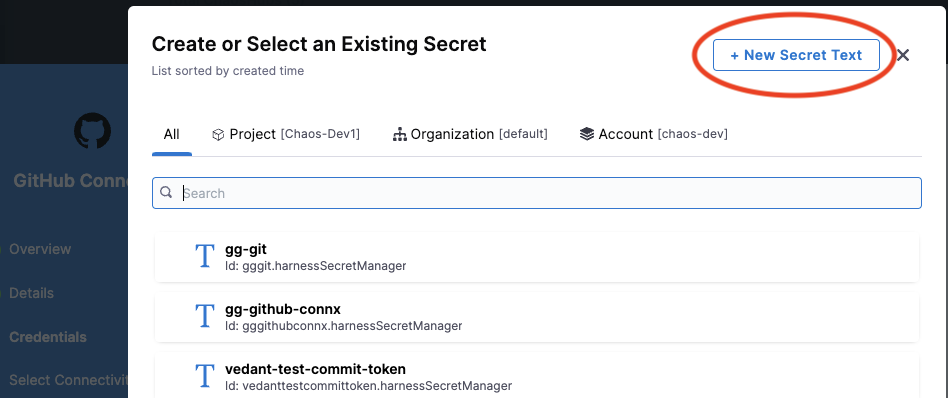 Create or Select an Existing Secret
+ New Secret Text
List sorted by created time
All
Project [Chaos-Dev1]
Organization [default]
Account [chaos-dev]
Search
GitHub Conn
Overview
Details
Credentials
Select Connectivit
gg-git
Id: gggit.harnessSecretManager
gg-github-connx
Id: gggithubconnx.harnessSecretManager
vedant-test-commit-token
Id: vedanttestcommittoken.harnessSecretManager